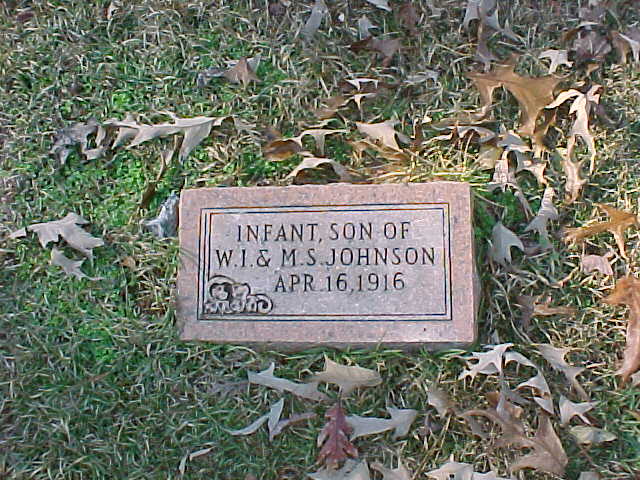 INFANT, SON OF
W.I. & M.S. JOHNSON
APR. 16, 1916